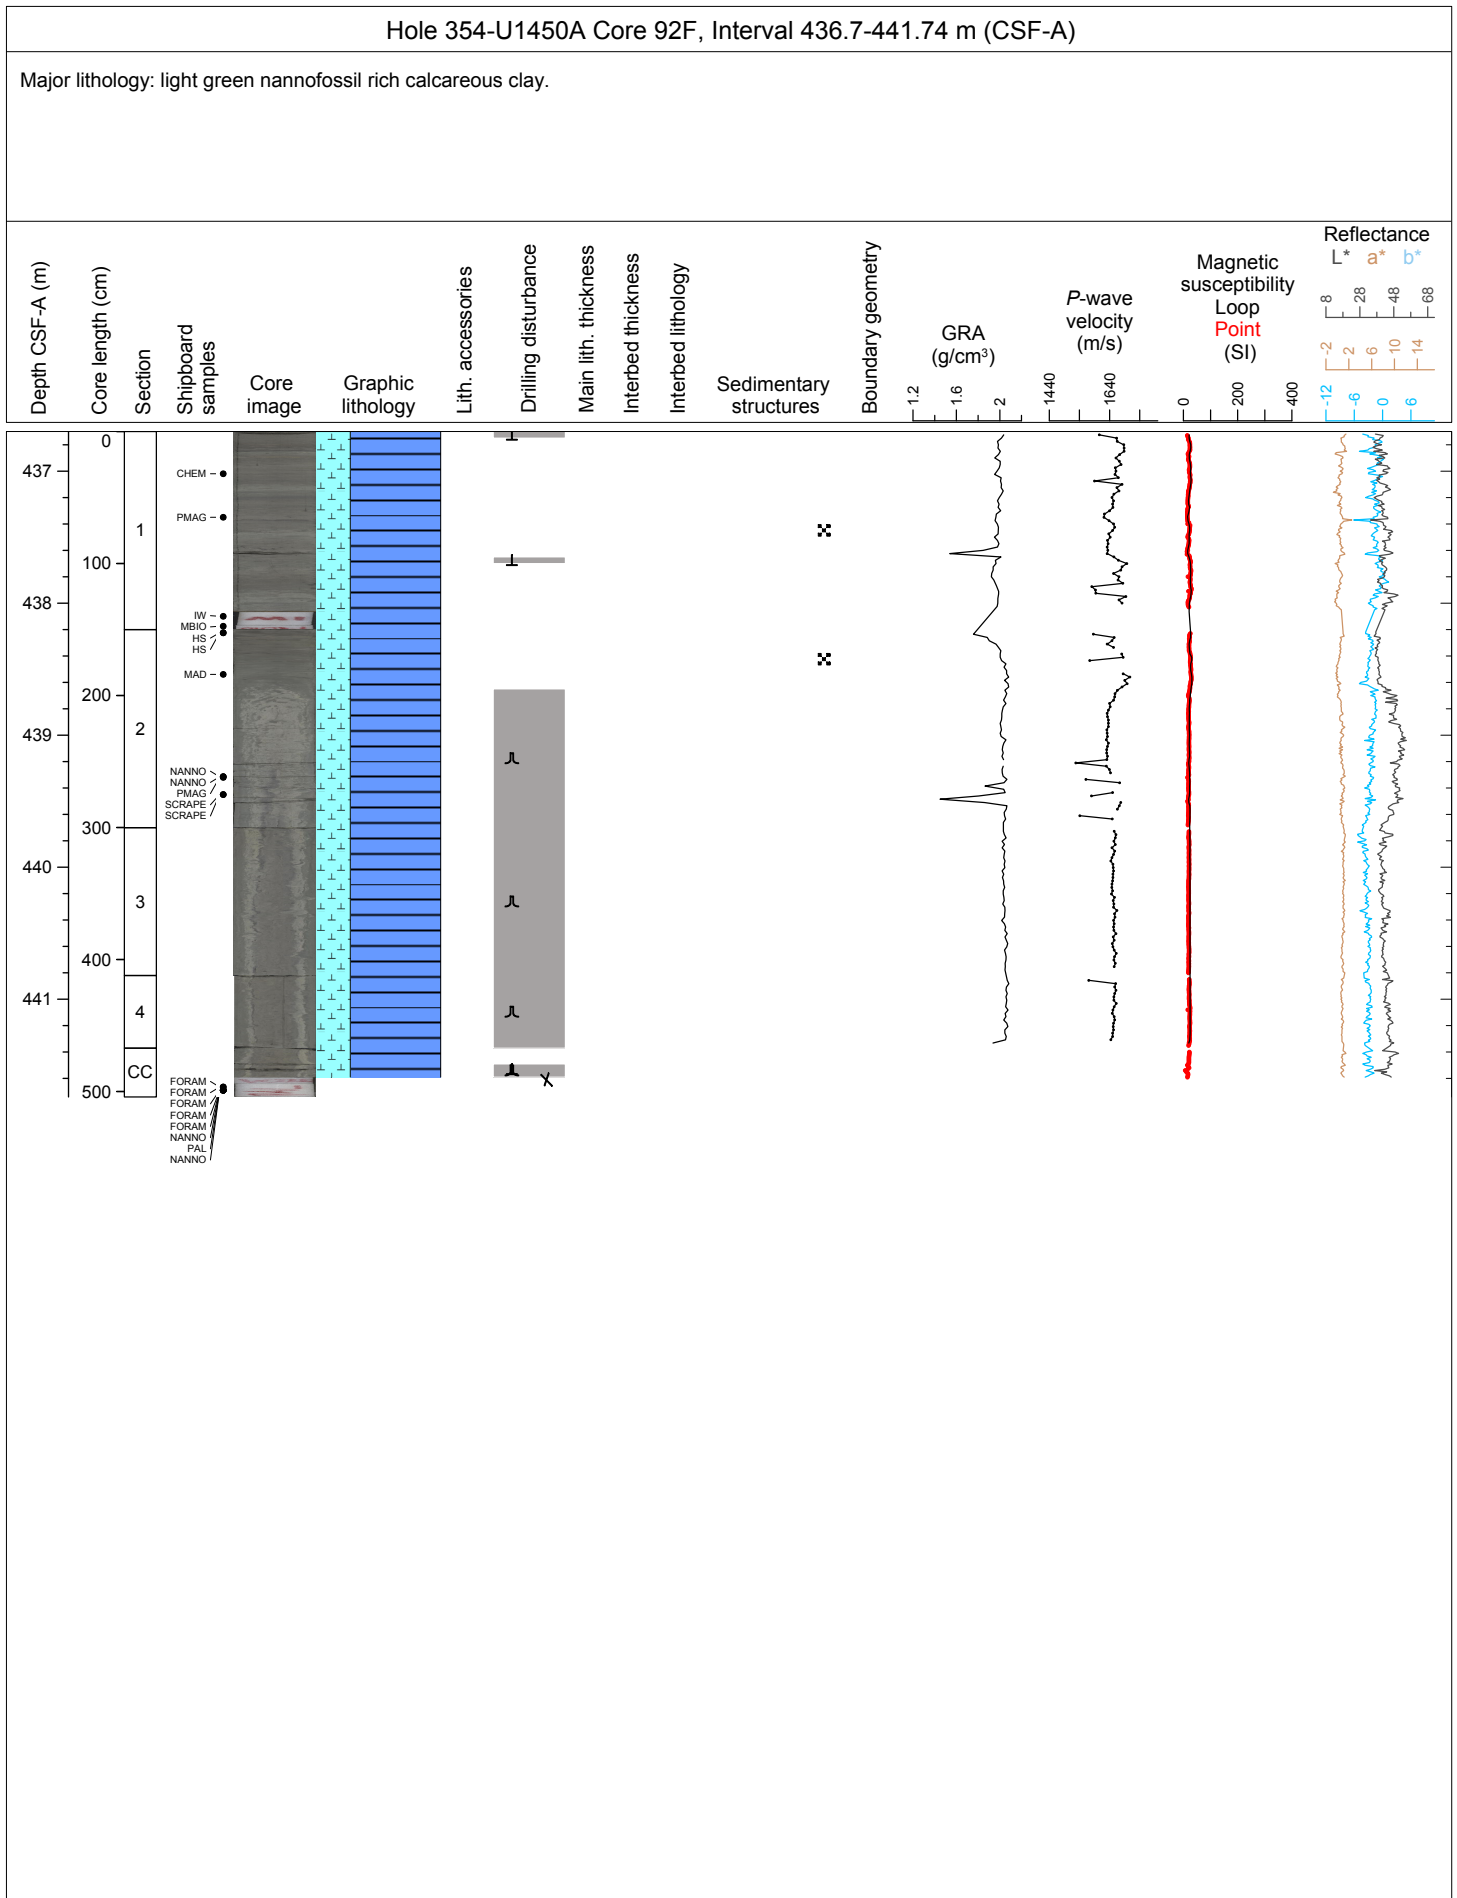 Hole 354-U1450A Core 92F, Interval 436.7-441.74 m (CSF-A)
Major lithology: light green nannofossil rich calcareous clay.
Depth CSF-A (m)
Core length (cm)
Section
Shipboard
samples
Core
image
Graphic
lithology
Lith. accessories
Drilling disturbance
Main lith. thickness
Interbed thickness
Interbed lithology
Sedimentary
structures
Boundary geometry
GRA
(g/cm³)
1.2 1.6 2
P-wave
velocity
(m/s)
1440 1640
Magnetic
susceptibility
Loop
Point
(SI)
0 200 400
Reflectance
L* a* b*
8 28 48 68
-2 2 6 10 14
-12 -6 0 6
437
438
439
440
441
0
100
200
300
400
500
1
2
3
4
CC
CHEM
PMAG
IW
MBIO
HS
HS
MAD
NANNO
NANNO
PMAG
SCRAPE
SCRAPE
FORAM
FORAM
FORAM
FORAM
FORAM
NANNO
PAL
NANNO